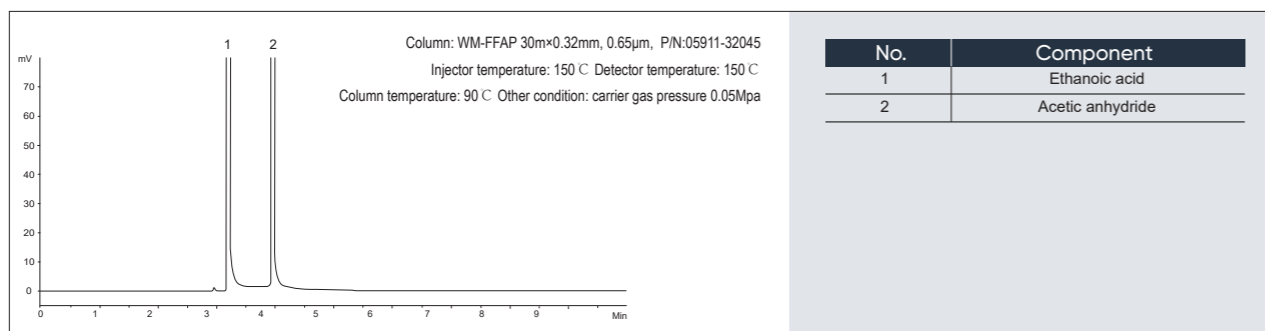 1 2
Column: WM-FFAP 30m×0.32mm, 0.65μm, P/N:05911-32045
Injector temperature: 150℃ Detector temperature: 150℃
Column temperature: 90℃ Other condition: carrier gas pressure 0.05Mpa
mV
70
60
50
40
30
20
10
0
0 1 2 3 4 5 6 7 8 9 Min
No. Component
1 Ethanoic acid
2 Acetic anhydride